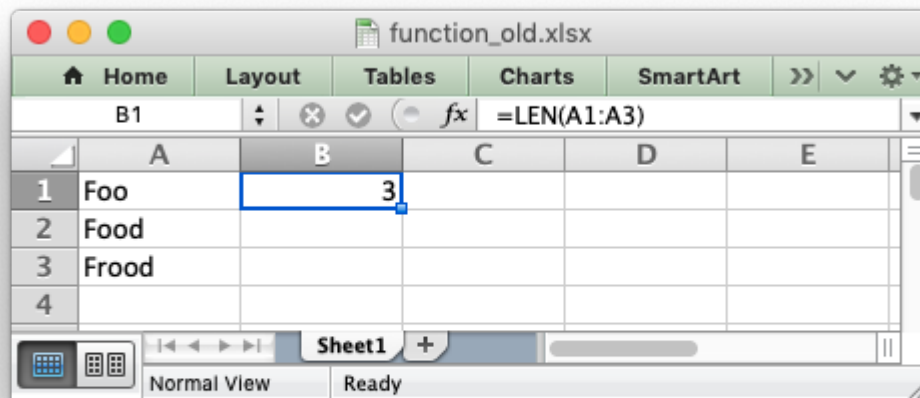 function_old.xlsx
Home Layout Tables Charts SmartArt
B1 fx =LEN(A1:A3)
A B C D E
1 Foo 3
2 Food
3 Frood
4
Sheet1 +
Normal View Ready